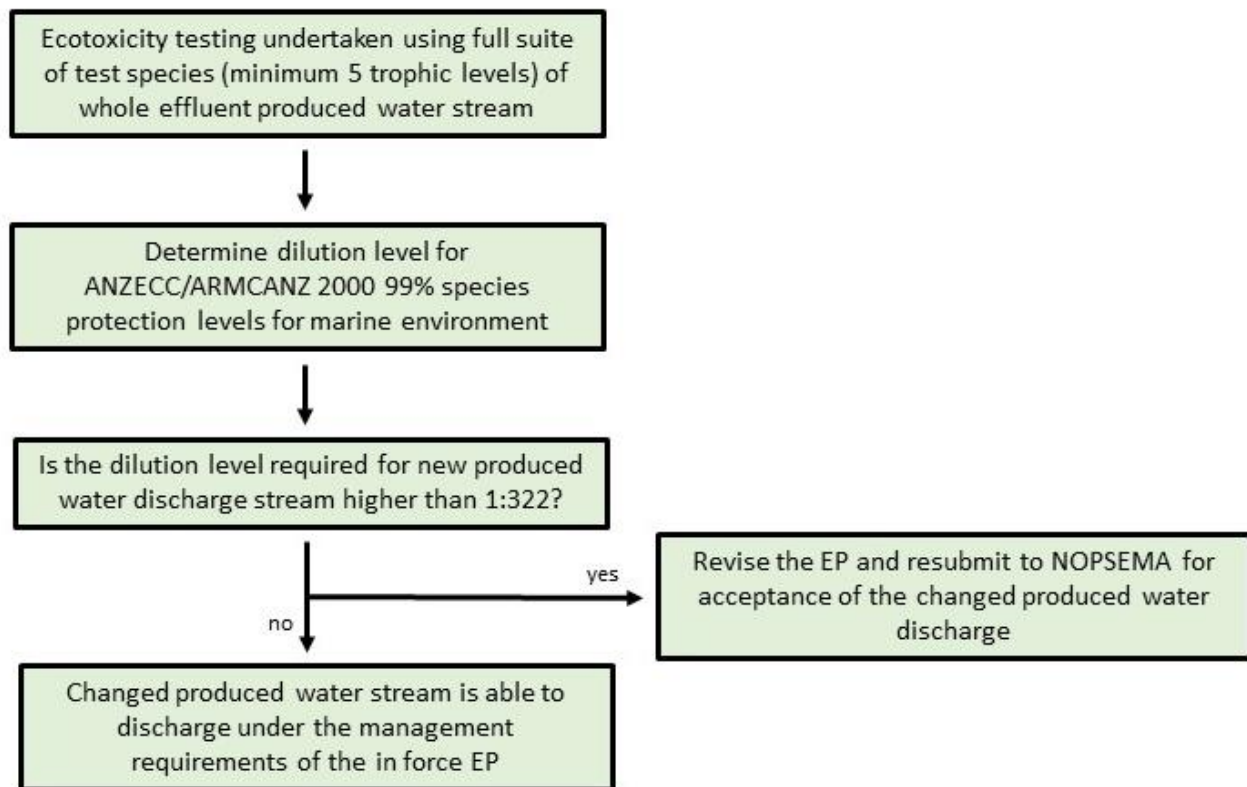 Ecotoxicity testing undertaken using full suite
of test species (minimum 5 trophic levels) of
whole effluent produced water stream
Determine dilution level for
ANZECC/ARMCANZ 2000 99% species
protection levels for marine environment
Is the dilution level required for new produced
water discharge stream higher than 1:322?
yes
Revise the EP and resubmit to NOPSEMA for
acceptance of the changed produced water
discharge
no
Changed produced water stream is able to
discharge under the management
requirements of the in force EP